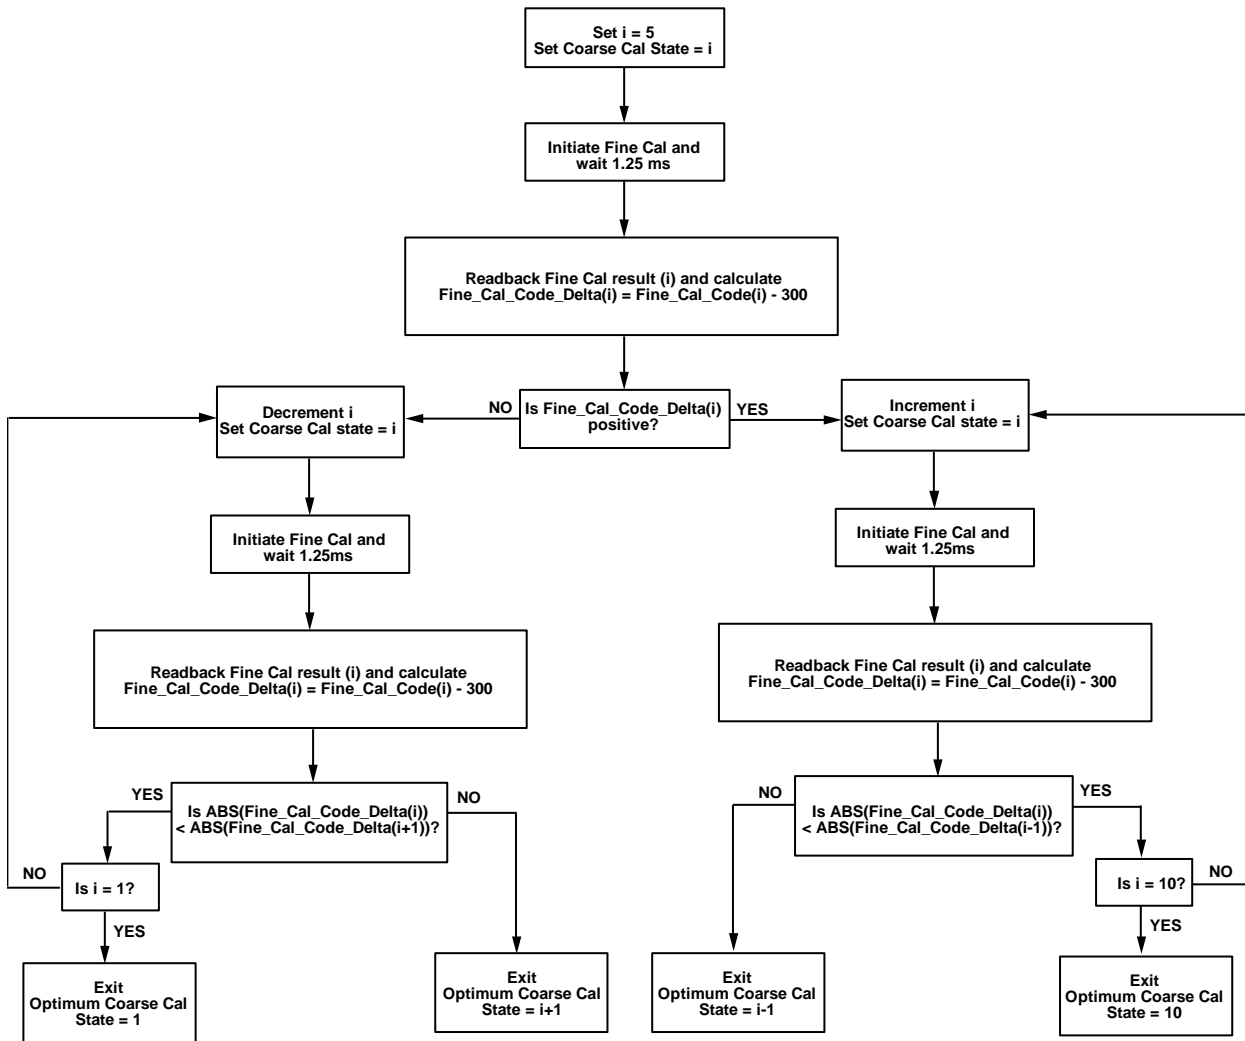 Set i = 5
Set Coarse Cal State = i
Initiate Fine Cal and
wait 1.25 ms
Readback Fine Cal result (i) and calculate
Fine_Cal_Code_Delta(i) = Fine_Cal_Code(i) - 300
Is Fine_Cal_Code_Delta(i)
positive?
NO
YES
Decrement i
Set Coarse Cal state = i
Initiate Fine Cal and
wait 1.25ms
Readback Fine Cal result (i) and calculate
Fine_Cal_Code_Delta(i) = Fine_Cal_Code(i) - 300
Is ABS(Fine_Cal_Code_Delta(i))
< ABS(Fine_Cal_Code_Delta(i+1))?
YES
NO
Is i = 1?
NO
YES
Exit
Optimum Coarse Cal
State = 1
Exit
Optimum Coarse Cal
State = i+1
Increment i
Set Coarse Cal state = i
Initiate Fine Cal and
wait 1.25ms
Readback Fine Cal result (i) and calculate
Fine_Cal_Code_Delta(i) = Fine_Cal_Code(i) - 300
Is ABS(Fine_Cal_Code_Delta(i))
< ABS(Fine_Cal_Code_Delta(i-1))?
NO
YES
Exit
Optimum Coarse Cal
State = i-1
Is i = 10?
NO
YES
Exit
Optimum Coarse Cal
State = 10